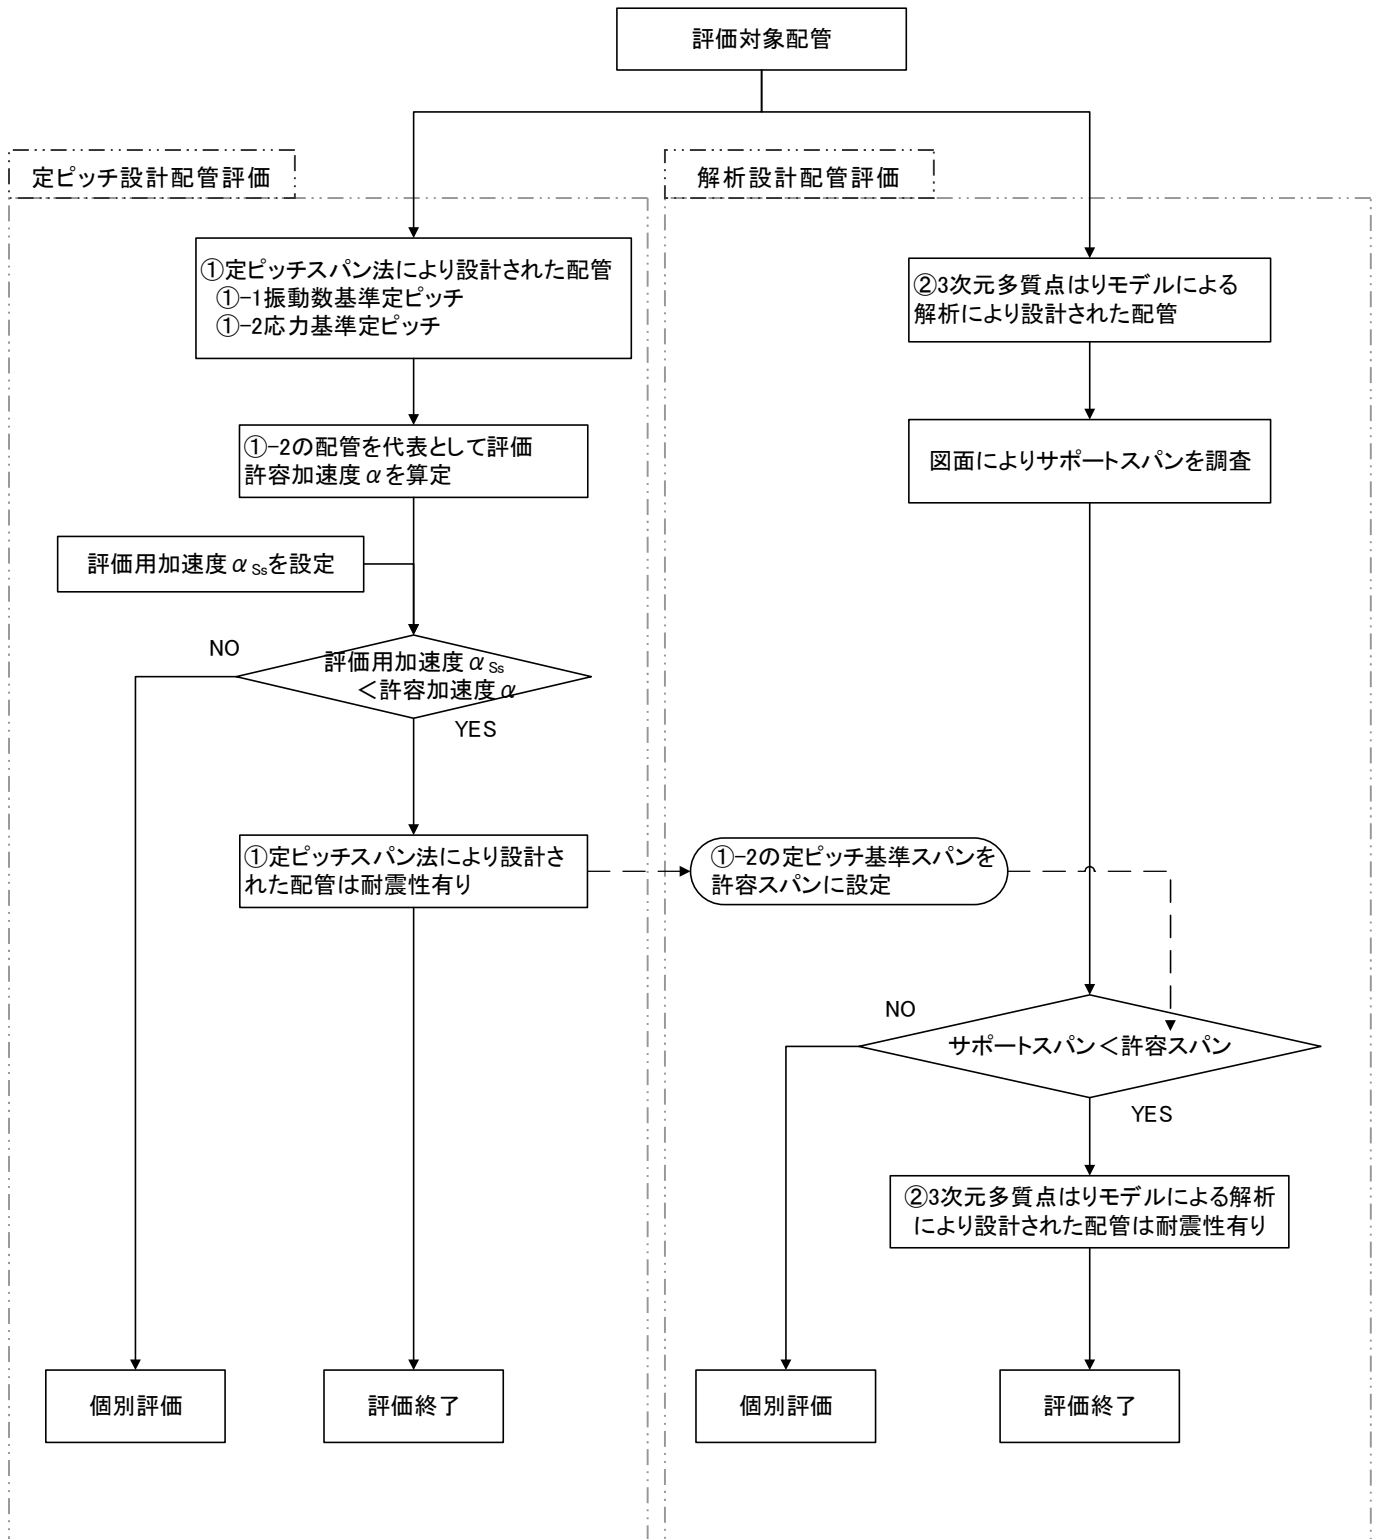 評価対象配管
定ピッチ設計配管評価
①定ピッチスパン法により設計された配管
①-1振動数基準定ピッチ
①-2応力基準定ピッチ
①-2の配管を代表として評価
許容加速度αを算定
評価用加速度αSsを設定
評価用加速度αSs
＜許容加速度α
NO
YES
①定ピッチスパン法により設計さ
れた配管は耐震性有り
個別評価
評価終了
解析設計配管評価
②3次元多質点はりモデルによる
解析により設計された配管
図面によりサポートスパンを調査
①-2の定ピッチ基準スパンを
許容スパンに設定
サポートスパン＜許容スパン
NO
YES
②3次元多質点はりモデルによる解析
により設計された配管は耐震性有り
個別評価
評価終了